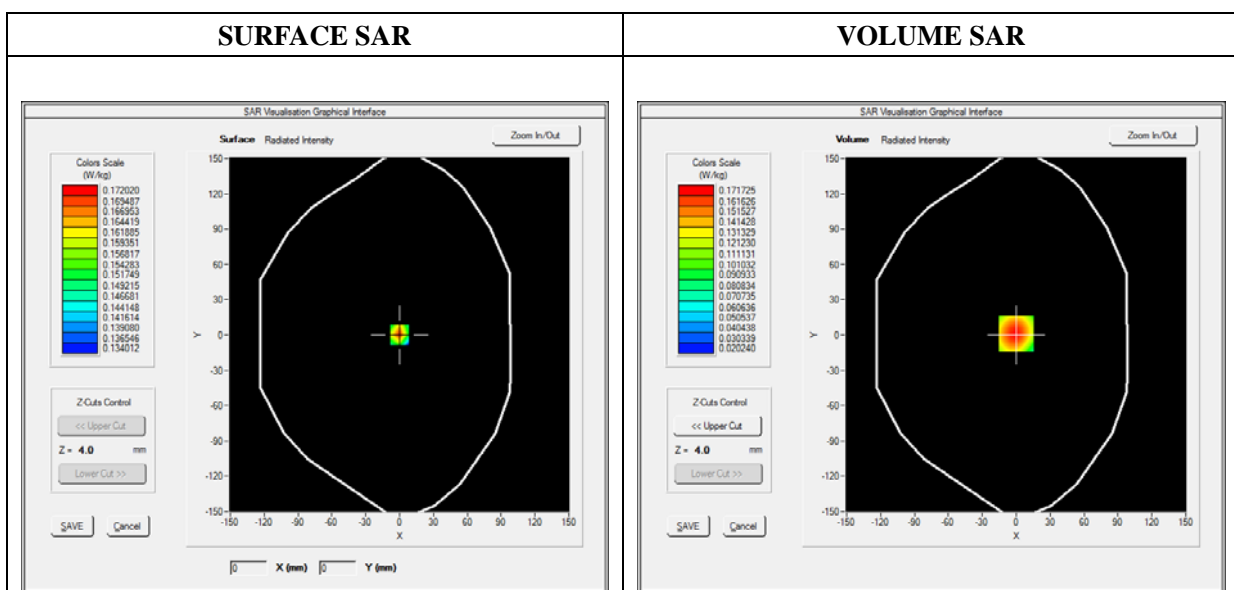 SURFACE SAR
VOLUME SAR
SAR Visualisation Graphical Interface
Surface Radiated Intensity
Zoom In/Out
Colors Scale
(W/kg)
0.172020
0.169487
0.166953
0.164419
0.161885
0.159351
0.156817
0.154283
0.151749
0.149215
0.146681
0.144148
0.141614
0.139080
0.136546
0.134012
Z-Cuts Control
<< Upper Cut
Z = 4.0 mm
Lower Cut >>
SAVE Cancel
150
120
90
60
30
0
-30
-60
-90
-120
-150
Y
-150 -120 -90 -60 -30 0 30 60 90 120 150
X
0 X (mm) 0 Y (mm)
SAR Visualisation Graphical Interface
Volume Radiated Intensity
Zoom In/Out
Colors Scale
(W/kg)
0.171725
0.161626
0.151527
0.141428
0.131329
0.121230
0.111131
0.101032
0.090933
0.080834
0.070735
0.060636
0.050537
0.040438
0.030339
0.020240
Z-Cuts Control
<< Upper Cut
Z = 4.0 mm
Lower Cut >>
SAVE Cancel
150
120
90
60
30
0
-30
-60
-90
-120
-150
Y
-150 -120 -90 -60 -30 0 30 60 90 120 150
X